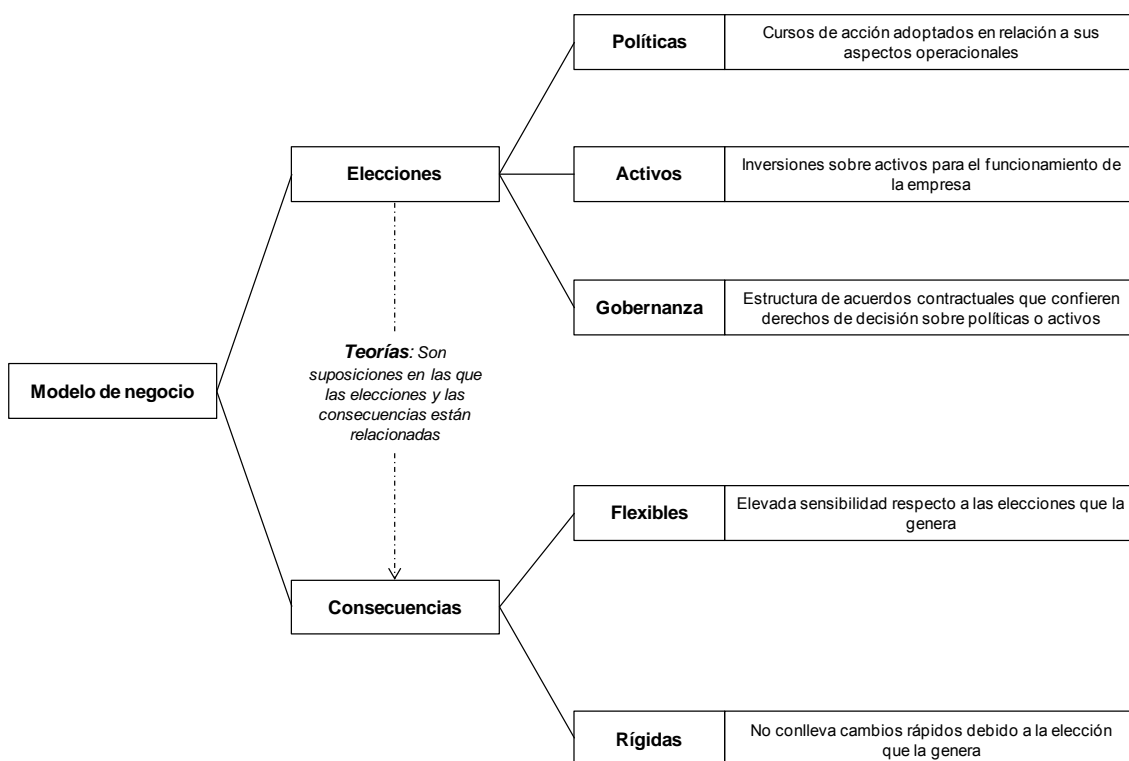 Políticas
Cursos de acción adoptados en relación a sus
aspectos operacionales
Elecciones
Activos
Inversiones sobre activos para el funcionamiento de
la empresa
Gobernanza
Estructura de acuerdos contractuales que confieren
derechos de decisión sobre políticas o activos
Modelo de negocio
Teorías: Son
suposiciones en las que
las elecciones y las
consecuencias están
relacionadas
Flexibles
Elevada sensibilidad respecto a las elecciones que la
genera
Consecuencias
Rígidas
No conlleva cambios rápidos debido a la elección
que la genera